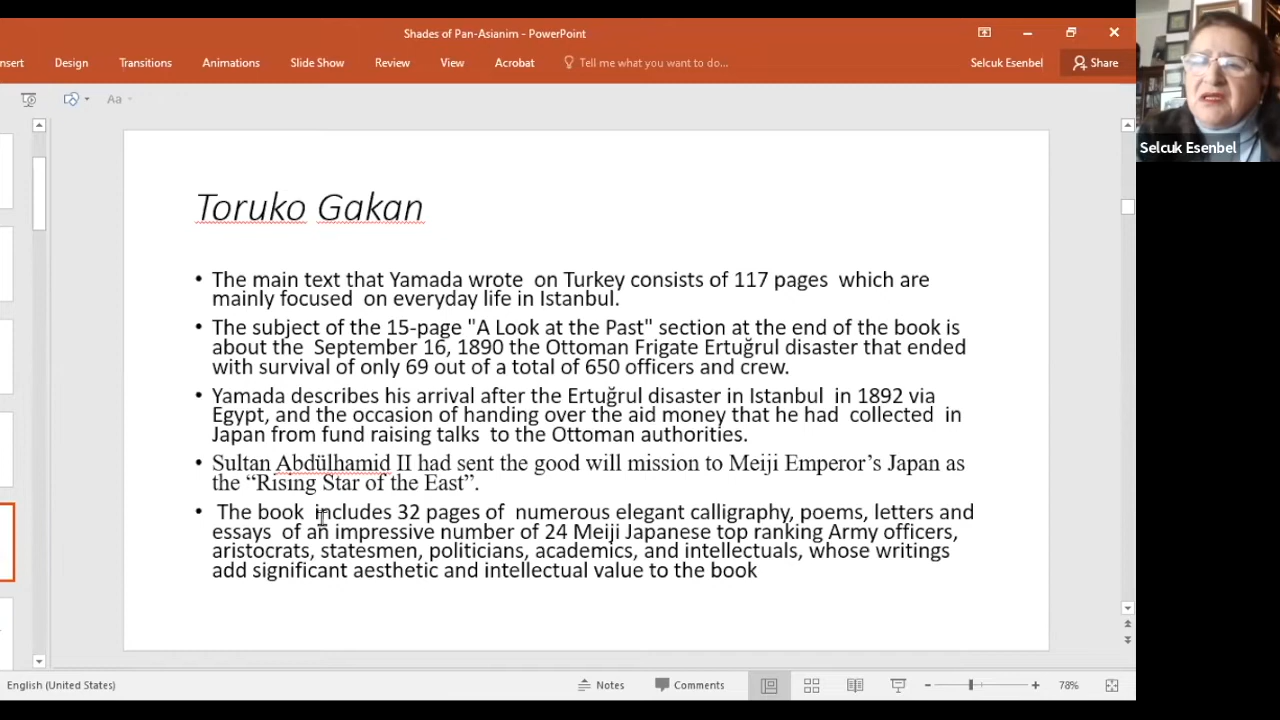 Shades of Pan-Asianim - PowerPoint
nsert Design Transitions Animations Slide Show Review View Acrobat Tell me what you want to do... Selcuk Esenbel Share
Aa
Selcuk Esenbel
Toruko Gakan
• The main text that Yamada wrote on Turkey consists of 117 pages which are
mainly focused on everyday life in Istanbul.
• The subject of the 15-page "A Look at the Past" section at the end of the book is
about the September 16, 1890 the Ottoman Frigate Ertuğrul disaster that ended
with survival of only 69 out of a total of 650 officers and crew.
• Yamada describes his arrival after the Ertuğrul disaster in Istanbul in 1892 via
Egypt, and the occasion of handing over the aid money that he had collected in
Japan from fund raising talks to the Ottoman authorities.
• Sultan Abdülhamid II had sent the good will mission to Meiji Emperor’s Japan as
the “Rising Star of the East”.
• The book includes 32 pages of numerous elegant calligraphy, poems, letters and
essays of an impressive number of 24 Meiji Japanese top ranking Army officers,
aristocrats, statesmen, politicians, academics, and intellectuals, whose writings
add significant aesthetic and intellectual value to the book
English (United States) Notes Comments 78%